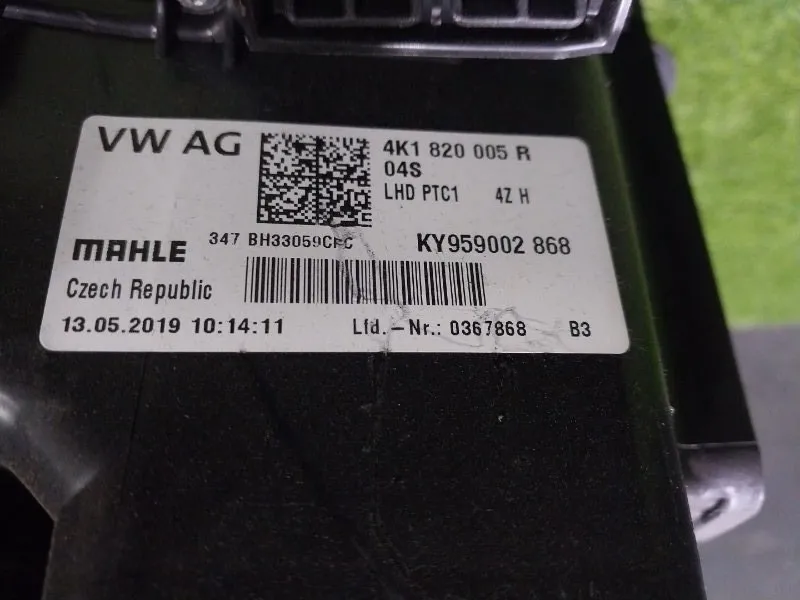 VW AG
4K1 820 005 R
04S
LHD PTC1 4Z H
347
KY959002 868
MAHLE
Czech Republic
13.05.2019 10:14:11 Lfd.-Nr.: 0367868 B3